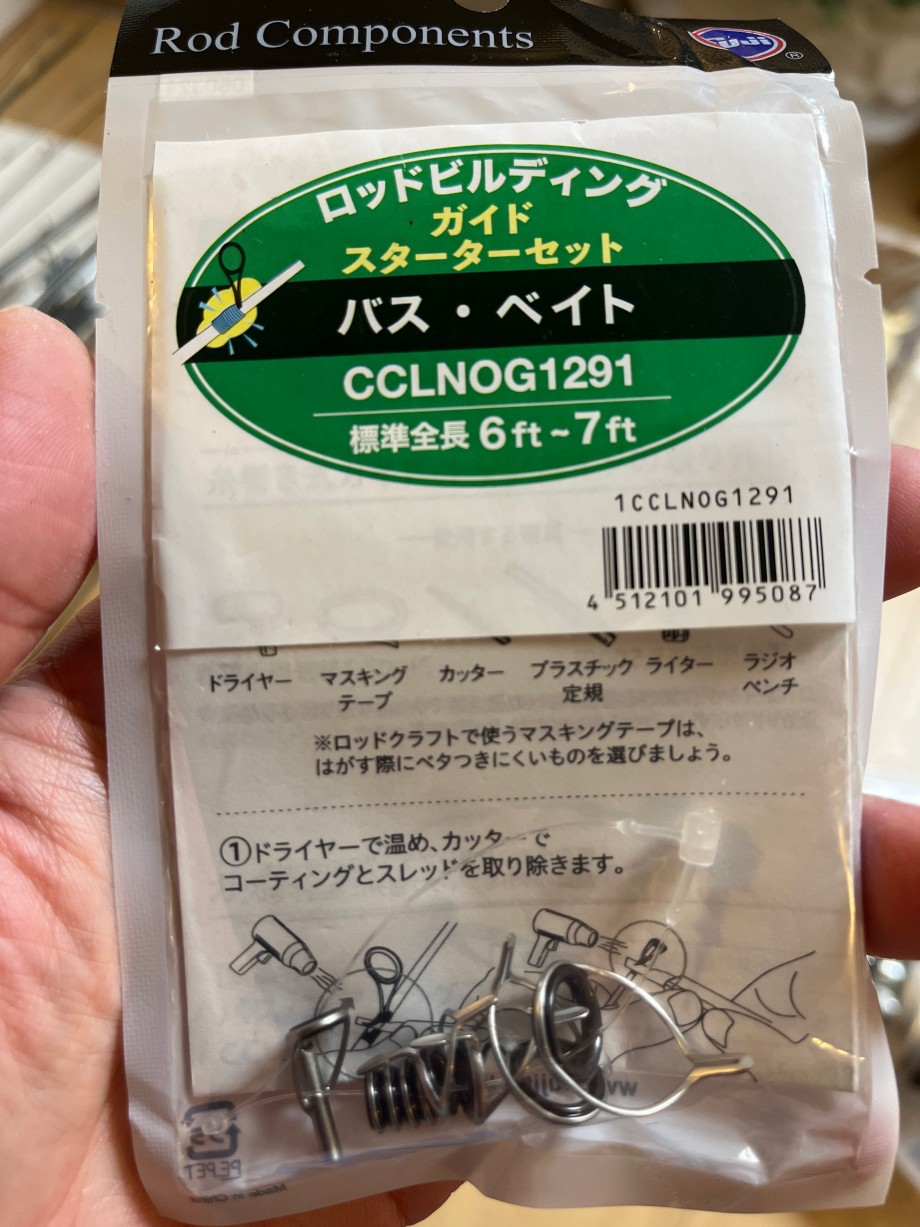 Rod Components
Fuji
®
ロッドビルディング
ガイド
スターターセット
バス・ベイト
CCLNOG1291
標準全長 6ft~7ft
1CCLNOG1291
4 512101 995087
ドライヤー マスキングテープ カッター プラスチック定規 ライター ラジオペンチ
※ロッドクラフトで使うマスキングテープは、
はがす際にベタつきにくいものを選びましょう。
①ドライヤーで温め、カッターで
コーティングとスレッドを取り除きます。
PE,PET
Made in China